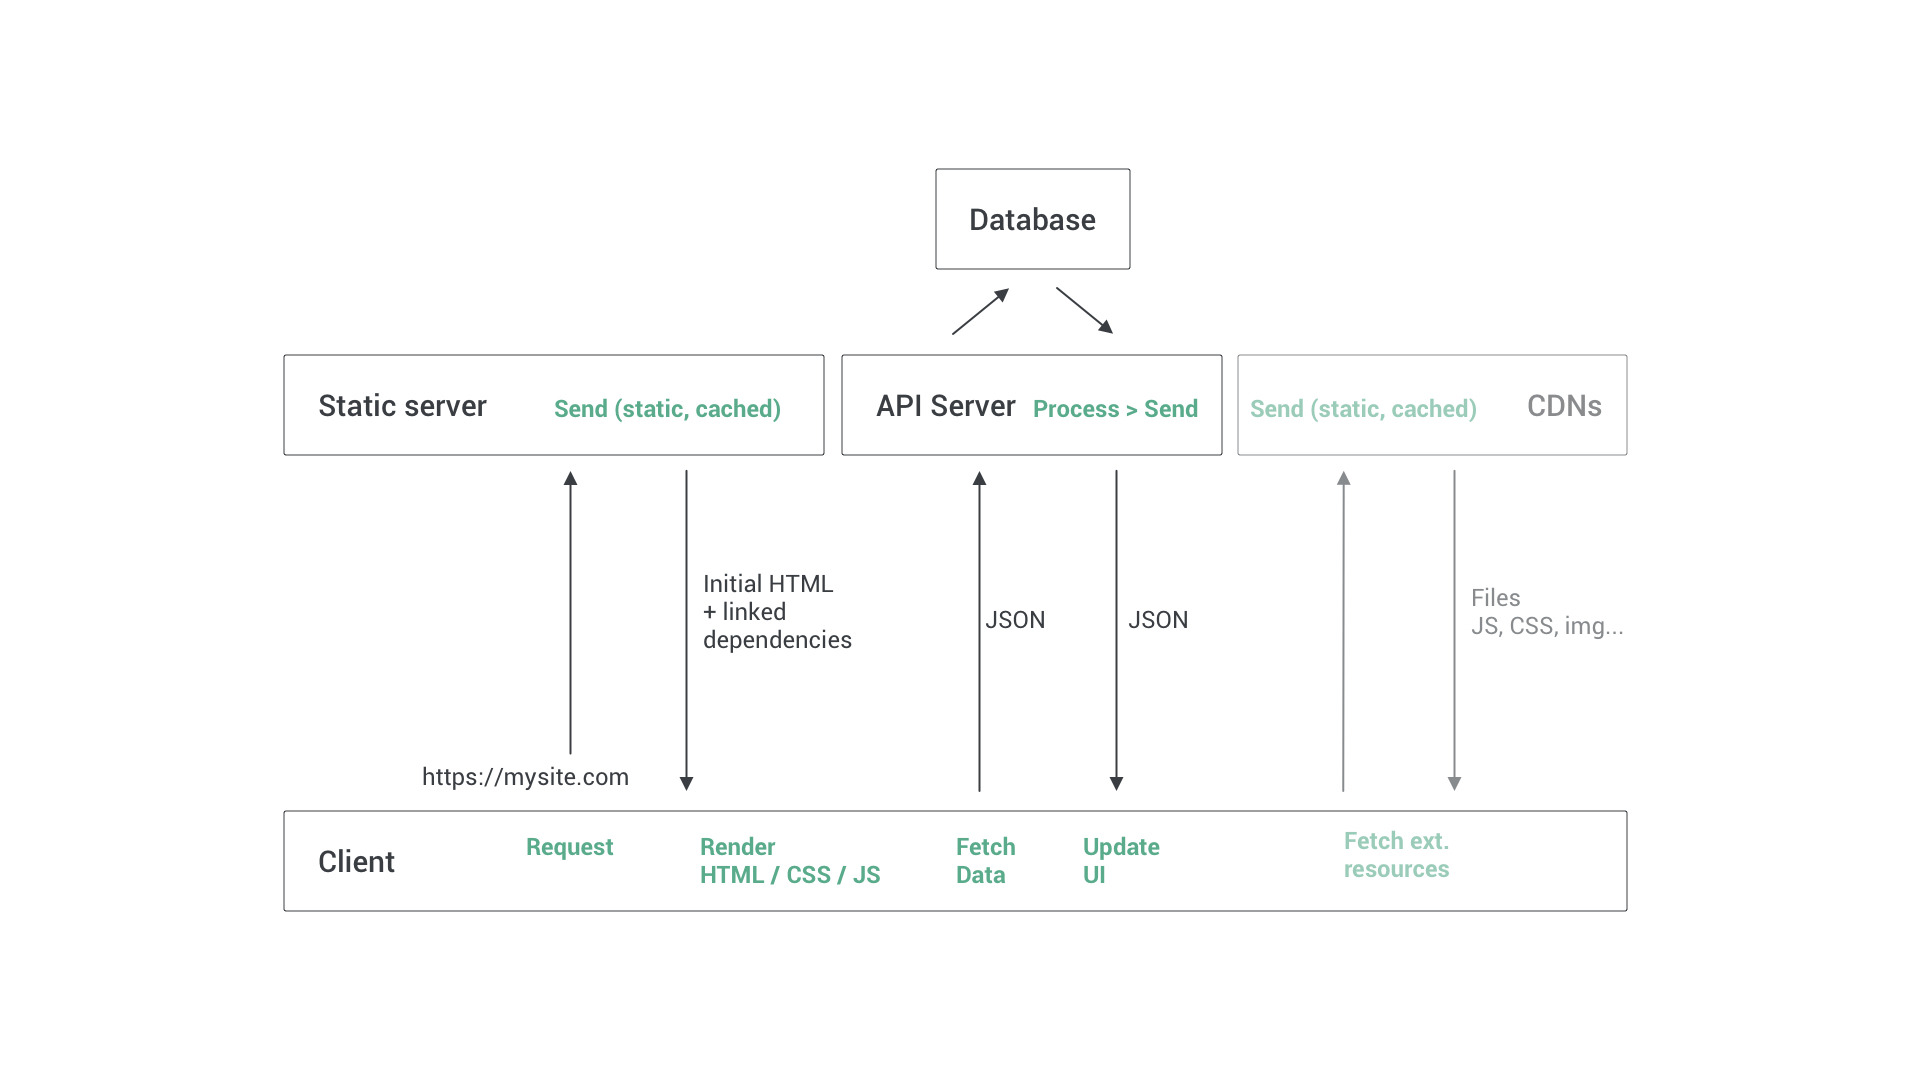 Database
Static server
Send (static, cached)
API Server
Process > Send
Send (static, cached)
CDNs
Initial HTML
+ linked
dependencies
JSON
JSON
Files
JS, CSS, img...
https://mysite.com
Client
Request
Render
HTML / CSS / JS
Fetch
Data
Update
UI
Fetch ext.
resources